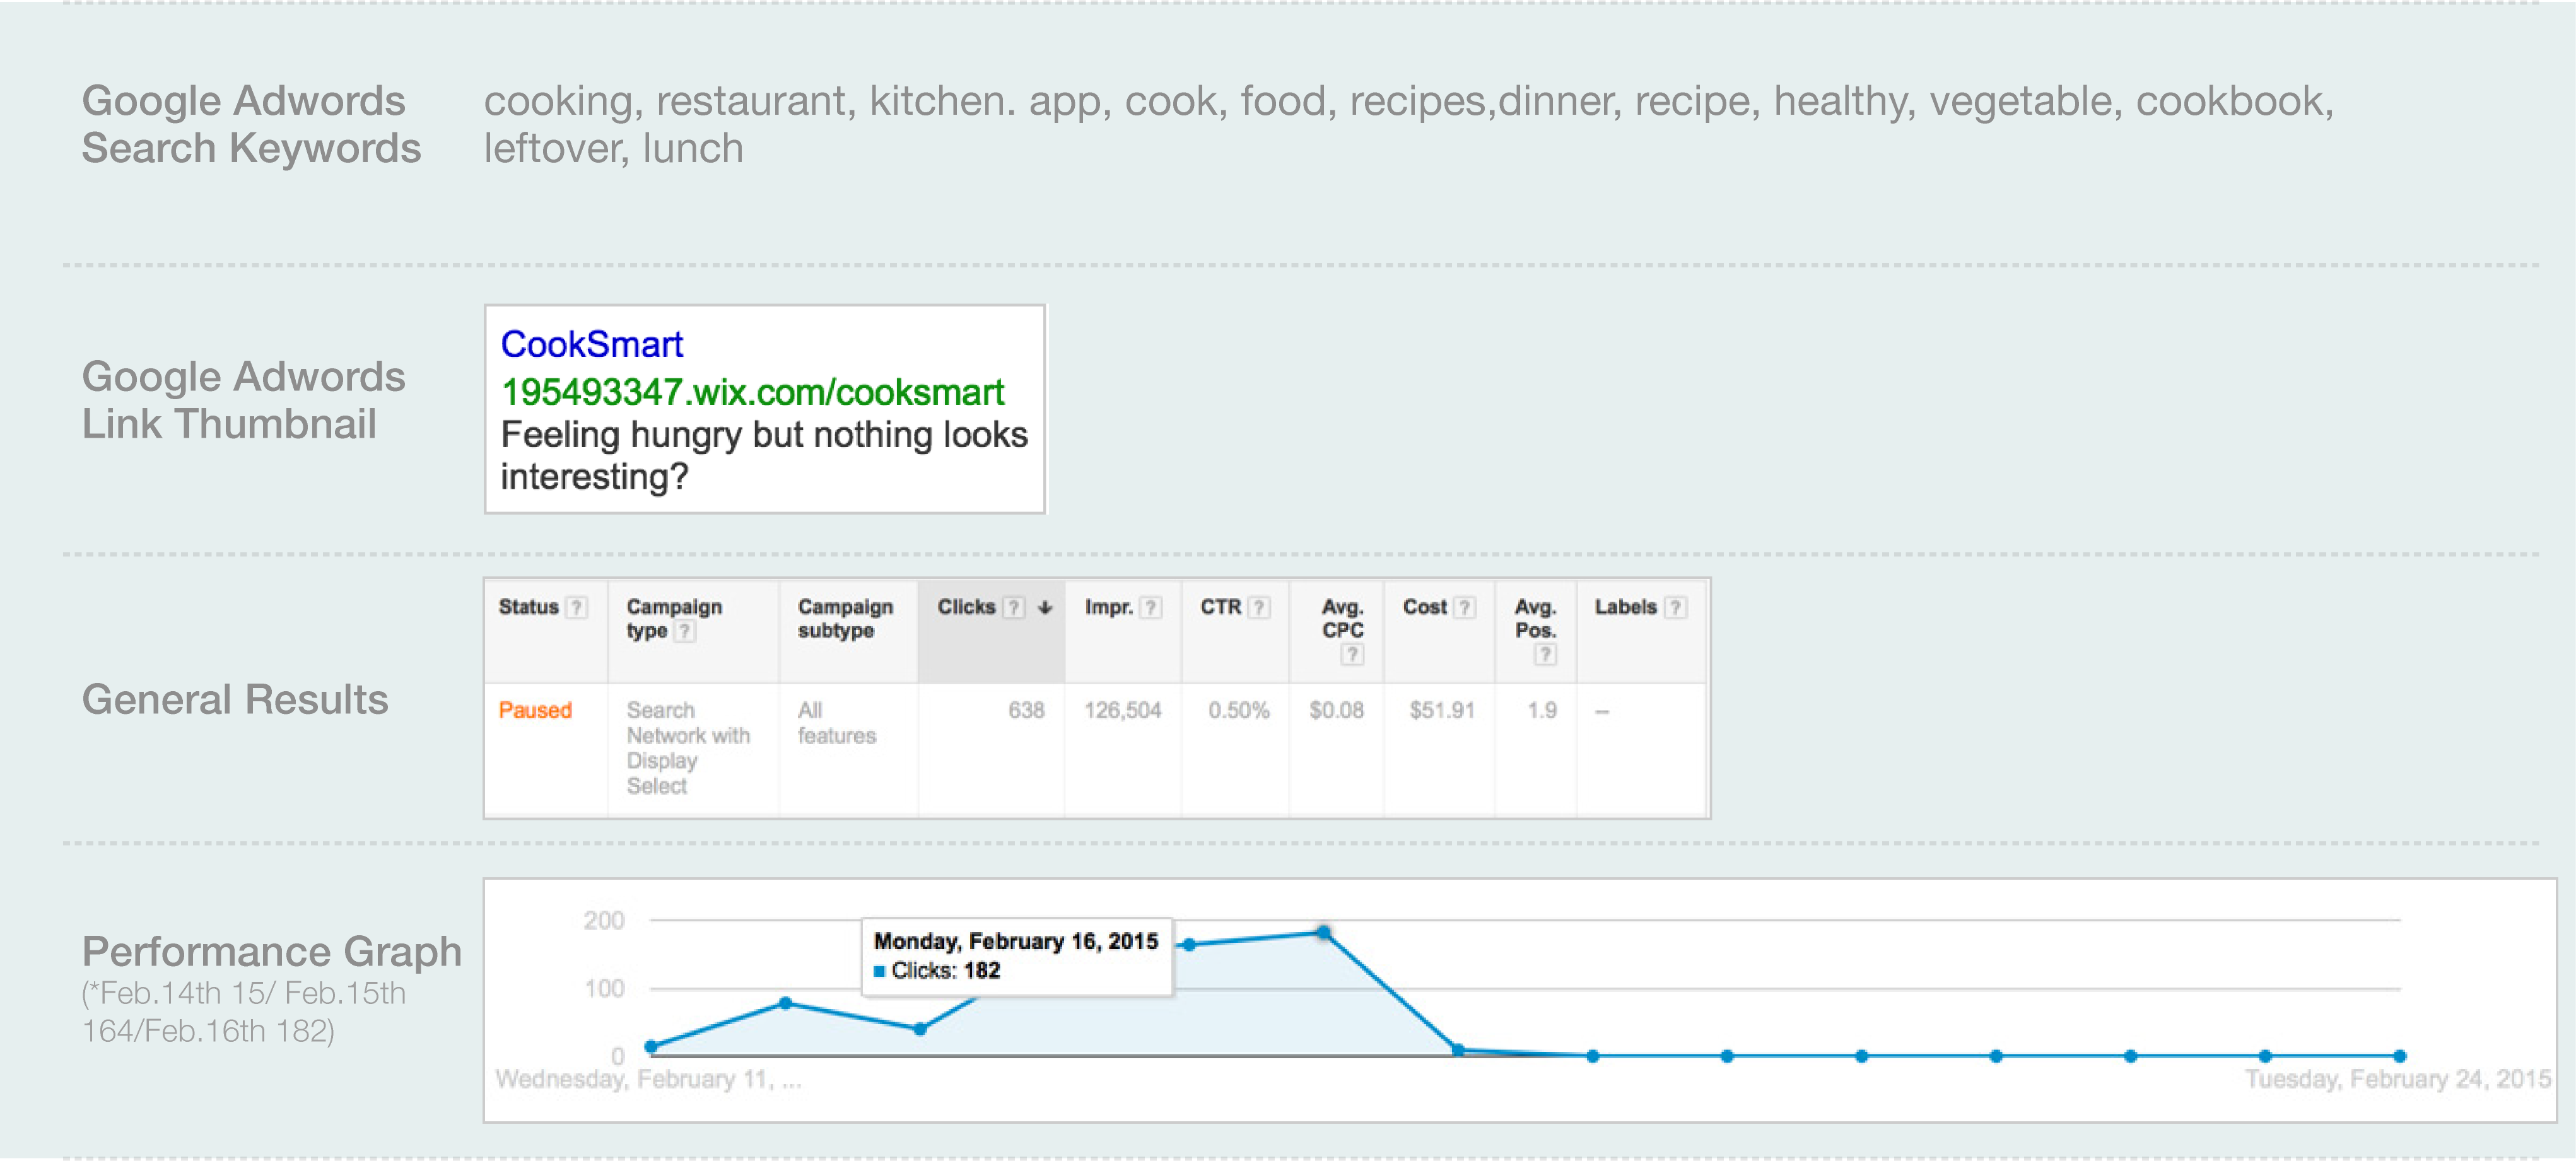 Google Adwords
Search Keywords
cooking, restaurant, kitchen. app, cook, food, recipes,dinner, recipe, healthy, vegetable, cookbook,
leftover, lunch
Google Adwords
Link Thumbnail
CookSmart
195493347.wix.com/cooksmart
Feeling hungry but nothing looks
interesting?
General Results
Status ? Campaign type ? Campaign subtype Clicks ? ↓ Impr. ? CTR ? Avg. CPC ? Cost ? Avg. Pos. ? Labels ?
Paused Search Network with Display Select All features 638 126,504 0.50% $0.08 $51.91 1.9 –
Performance Graph
(*Feb.14th 15/ Feb.15th
164/Feb.16th 182)
200
100
0
Monday, February 16, 2015
Clicks: 182
Wednesday, February 11, ...
Tuesday, February 24, 2015